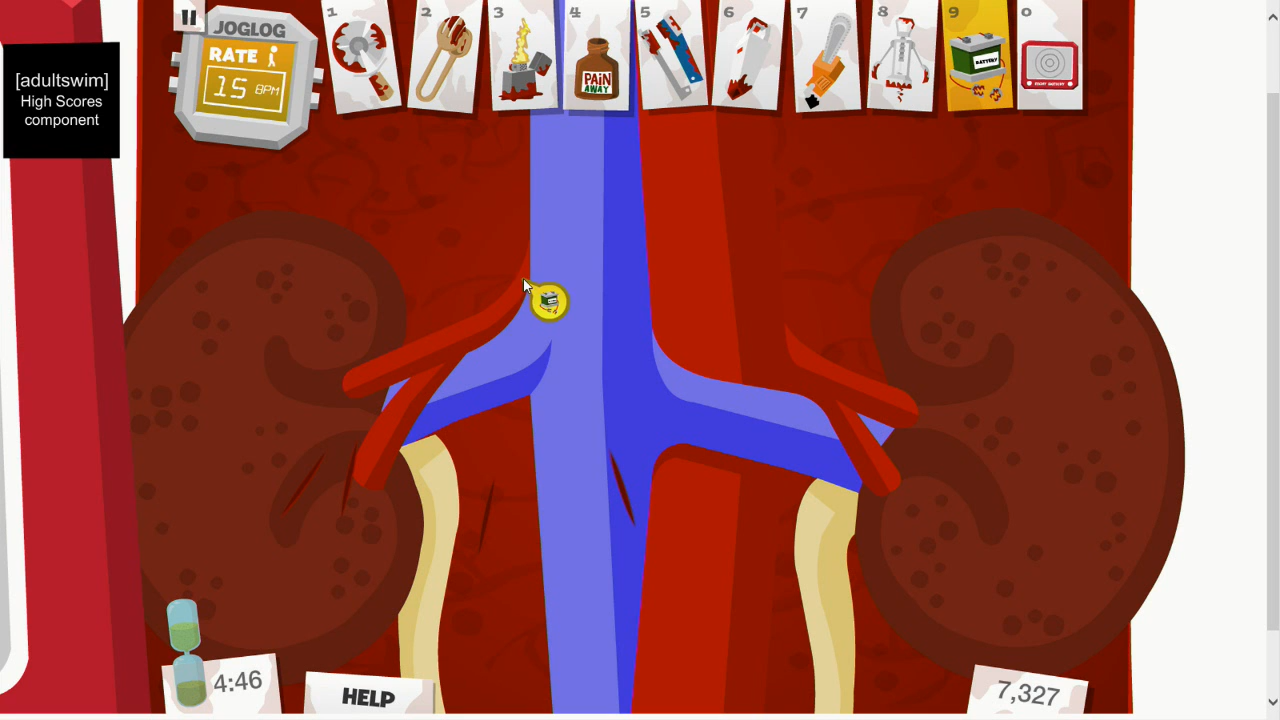 1 2 3 4 5 6 7 8 9 0
JOGLOG
RATE
15 BPM
PAIN
AWAY
BATTERY
[adultswim]
High Scores
component
4:46
HELP
7,327